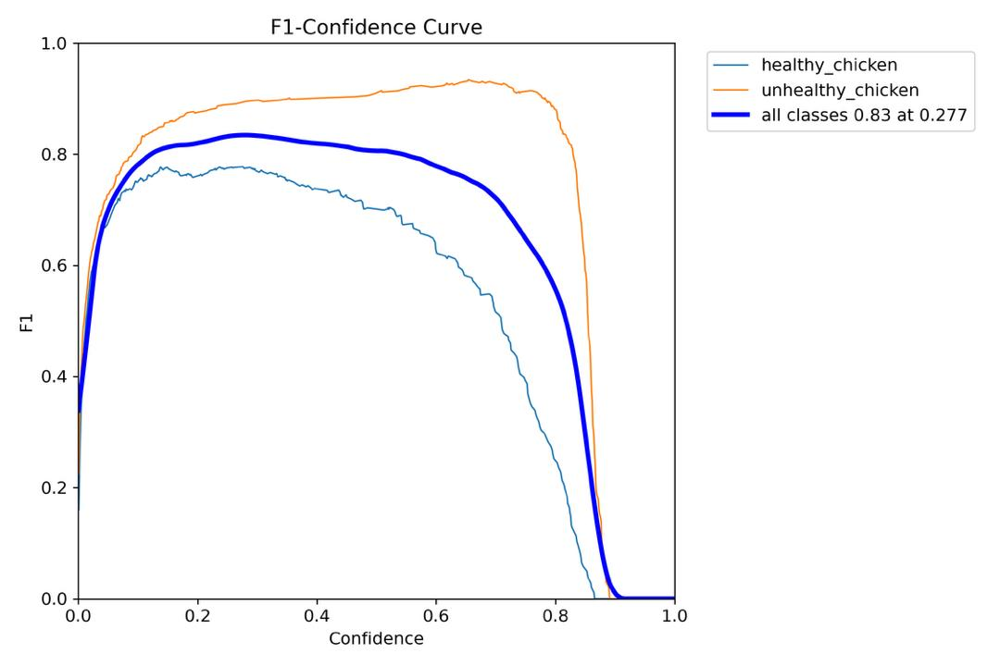 F1-Confidence Curve
healthy_chicken
unhealthy_chicken
all classes 0.83 at 0.277
1.0
0.8
0.6
0.4
0.2
0.0
F1
0.0 0.2 0.4 0.6 0.8 1.0
Confidence